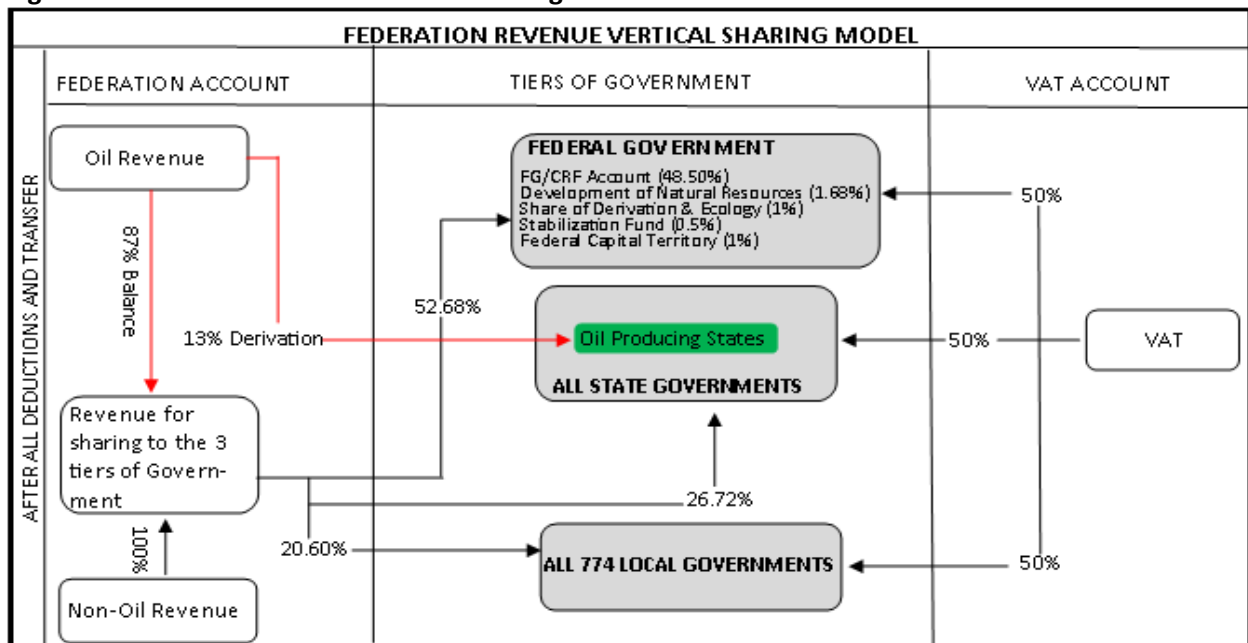 FEDERATION REVENUE VERTICAL SHARING MODEL
FEDERATION ACCOUNT
TIERS OF GOVERNMENT
VAT ACCOUNT
AFTER ALL DEDUCTIONS AND TRANSFER
Oil Revenue
87% Balance
13% Derivation
Revenue for
sharing to the 3
tiers of Govern-
ment
100%
Non-Oil Revenue
52.68%
26.72%
20.60%
FEDERAL GOVERNMENT
FG/CRF Account (48.50%)
Development of Natural Resources (1.68%)
Share of Derivation & Ecology (1%)
Stabilization Fund (0.5%)
Federal Capital Territory (1%)
Oil Producing States
ALL STATE GOVERNMENTS
ALL 774 LOCAL GOVERNMENTS
50%
50%
50%
VAT